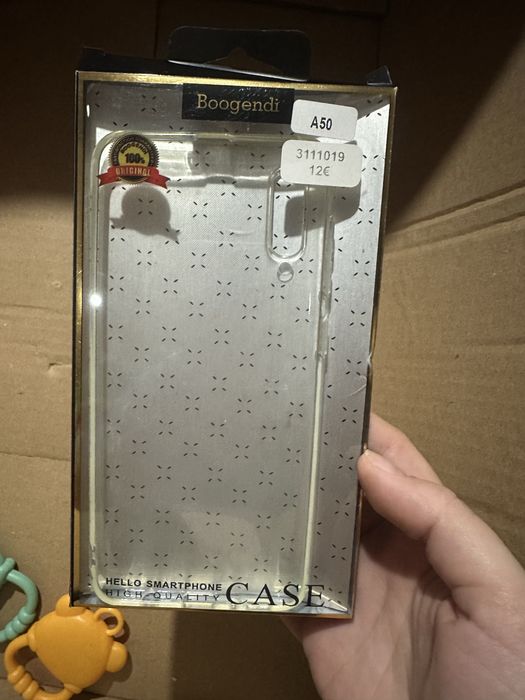 Boogendi
A50
3111019
12€
100%
ORIGINAL
HELLO SMARTPHONE
HIGH QUALITY
CASE